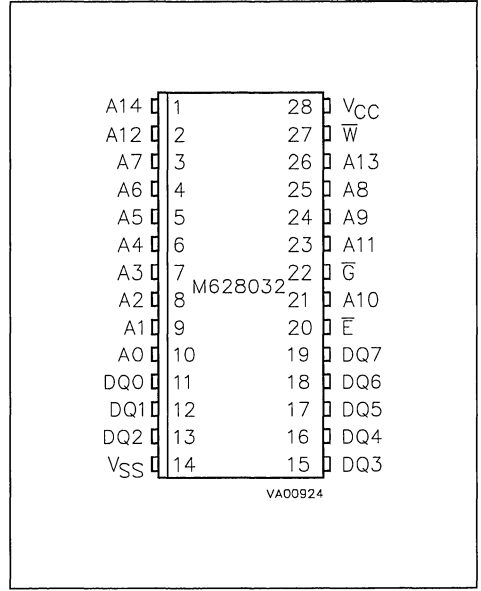 A14 1 28 VCC
A12 2 27 W̅
A7 3 26 A13
A6 4 25 A8
A5 5 24 A9
A4 6 23 A11
A3 7 22 G̅
M628032
A2 8 21 A10
A1 9 20 E̅
A0 10 19 DQ7
DQ0 11 18 DQ6
DQ1 12 17 DQ5
DQ2 13 16 DQ4
VSS 14 15 DQ3
VA00924